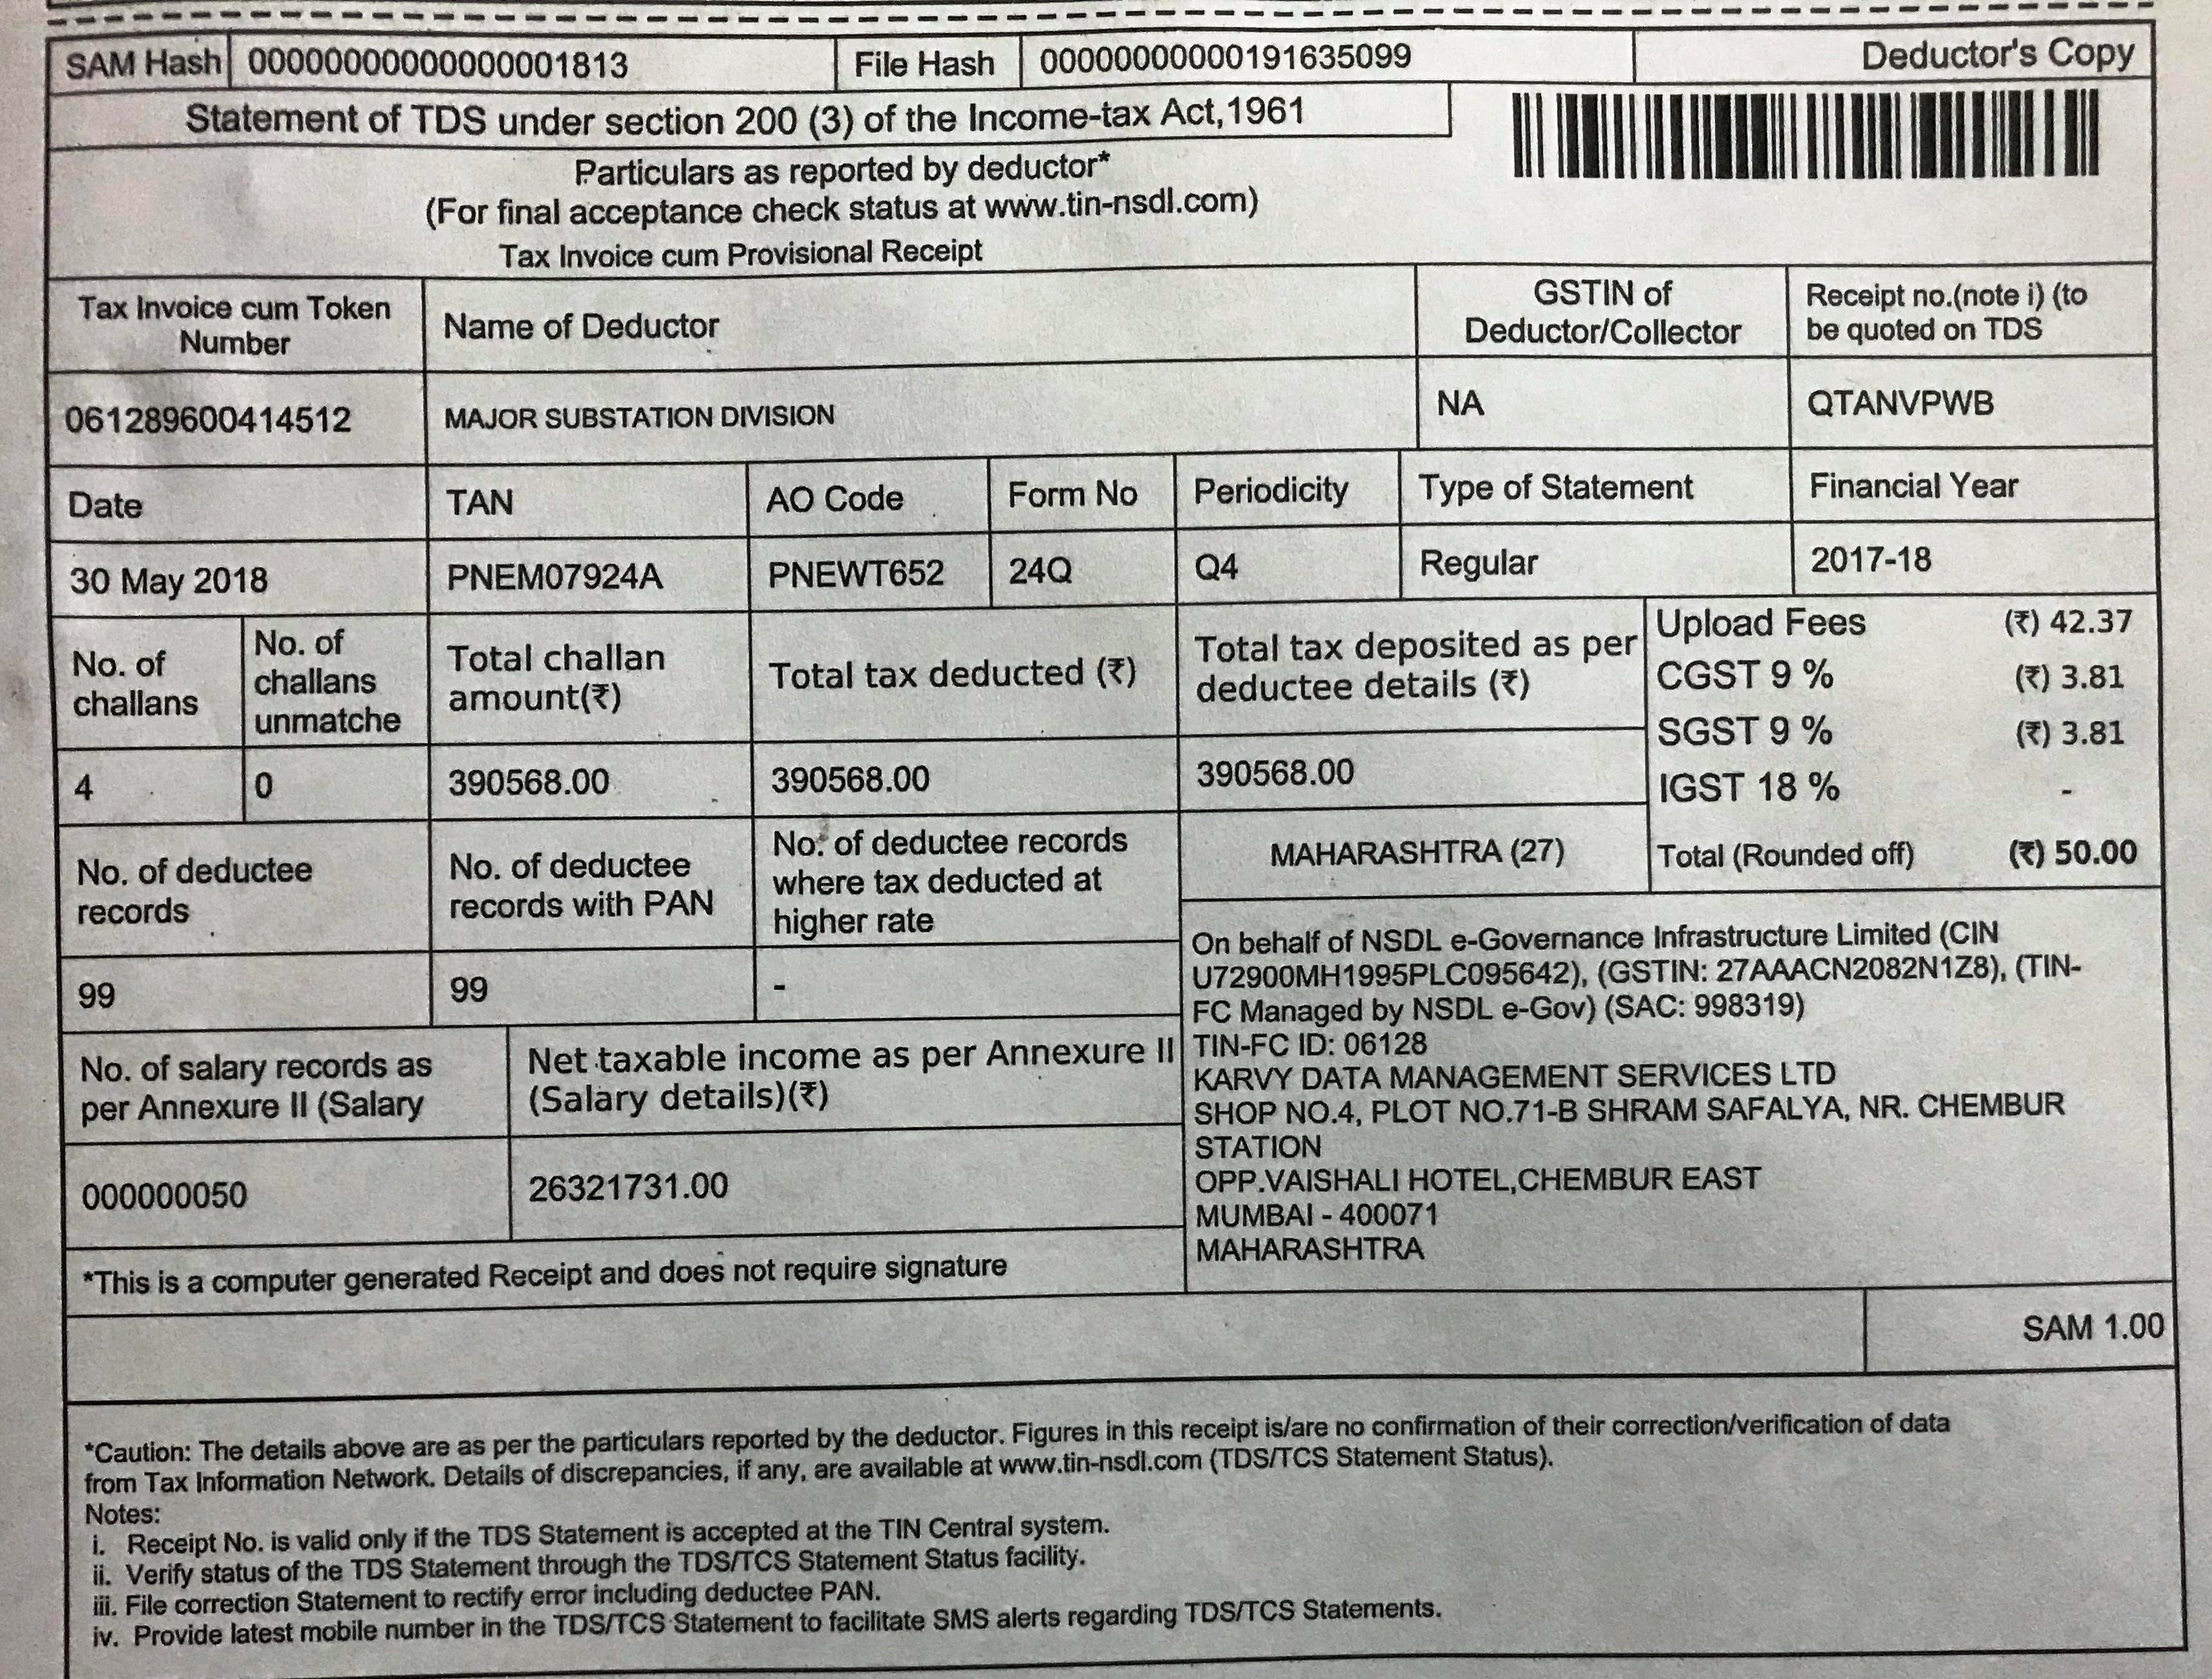 SAM Hash 00000000000000001813 File Hash 00000000000191635099 Deductor's Copy
Statement of TDS under section 200 (3) of the Income-tax Act,1961
Particulars as reported by deductor*
(For final acceptance check status at www.tin-nsdl.com)
Tax Invoice cum Provisional Receipt
Tax Invoice cum Token
Number
Name of Deductor
GSTIN of
Deductor/Collector
Receipt no.(note i) (to
be quoted on TDS
061289600414512 MAJOR SUBSTATION DIVISION NA QTANVPWB
Date TAN AO Code Form No Periodicity Type of Statement Financial Year
30 May 2018 PNEM07924A PNEWT652 24Q Q4 Regular 2017-18
No. of
challans
No. of
challans
unmatche
Total challan
amount(₹)
Total tax deducted (₹)
Total tax deposited as per
deductee details (₹)
Upload Fees (₹) 42.37
CGST 9 % (₹) 3.81
SGST 9 % (₹) 3.81
IGST 18 % -
Total (Rounded off) (₹) 50.00
4 0 390568.00 390568.00 390568.00
MAHARASHTRA (27)
No. of deductee
records
No. of deductee
records with PAN
No. of deductee records
where tax deducted at
higher rate
99 99 -
On behalf of NSDL e-Governance Infrastructure Limited (CIN
U72900MH1995PLC095642), (GSTIN: 27AAACN2082N1Z8), (TIN-
FC Managed by NSDL e-Gov) (SAC: 998319)
TIN-FC ID: 06128
KARVY DATA MANAGEMENT SERVICES LTD
SHOP NO.4, PLOT NO.71-B SHRAM SAFALYA, NR. CHEMBUR
STATION
OPP.VAISHALI HOTEL,CHEMBUR EAST
MUMBAI - 400071
MAHARASHTRA
No. of salary records as
per Annexure II (Salary
Net taxable income as per Annexure II
(Salary details)(₹)
000000050 26321731.00
*This is a computer generated Receipt and does not require signature
SAM 1.00
*Caution: The details above are as per the particulars reported by the deductor. Figures in this receipt is/are no confirmation of their correction/verification of data
from Tax Information Network. Details of discrepancies, if any, are available at www.tin-nsdl.com (TDS/TCS Statement Status).
Notes:
i. Receipt No. is valid only if the TDS Statement is accepted at the TIN Central system.
ii. Verify status of the TDS Statement through the TDS/TCS Statement Status facility.
iii. File correction Statement to rectify error including deductee PAN.
iv. Provide latest mobile number in the TDS/TCS Statement to facilitate SMS alerts regarding TDS/TCS Statements.